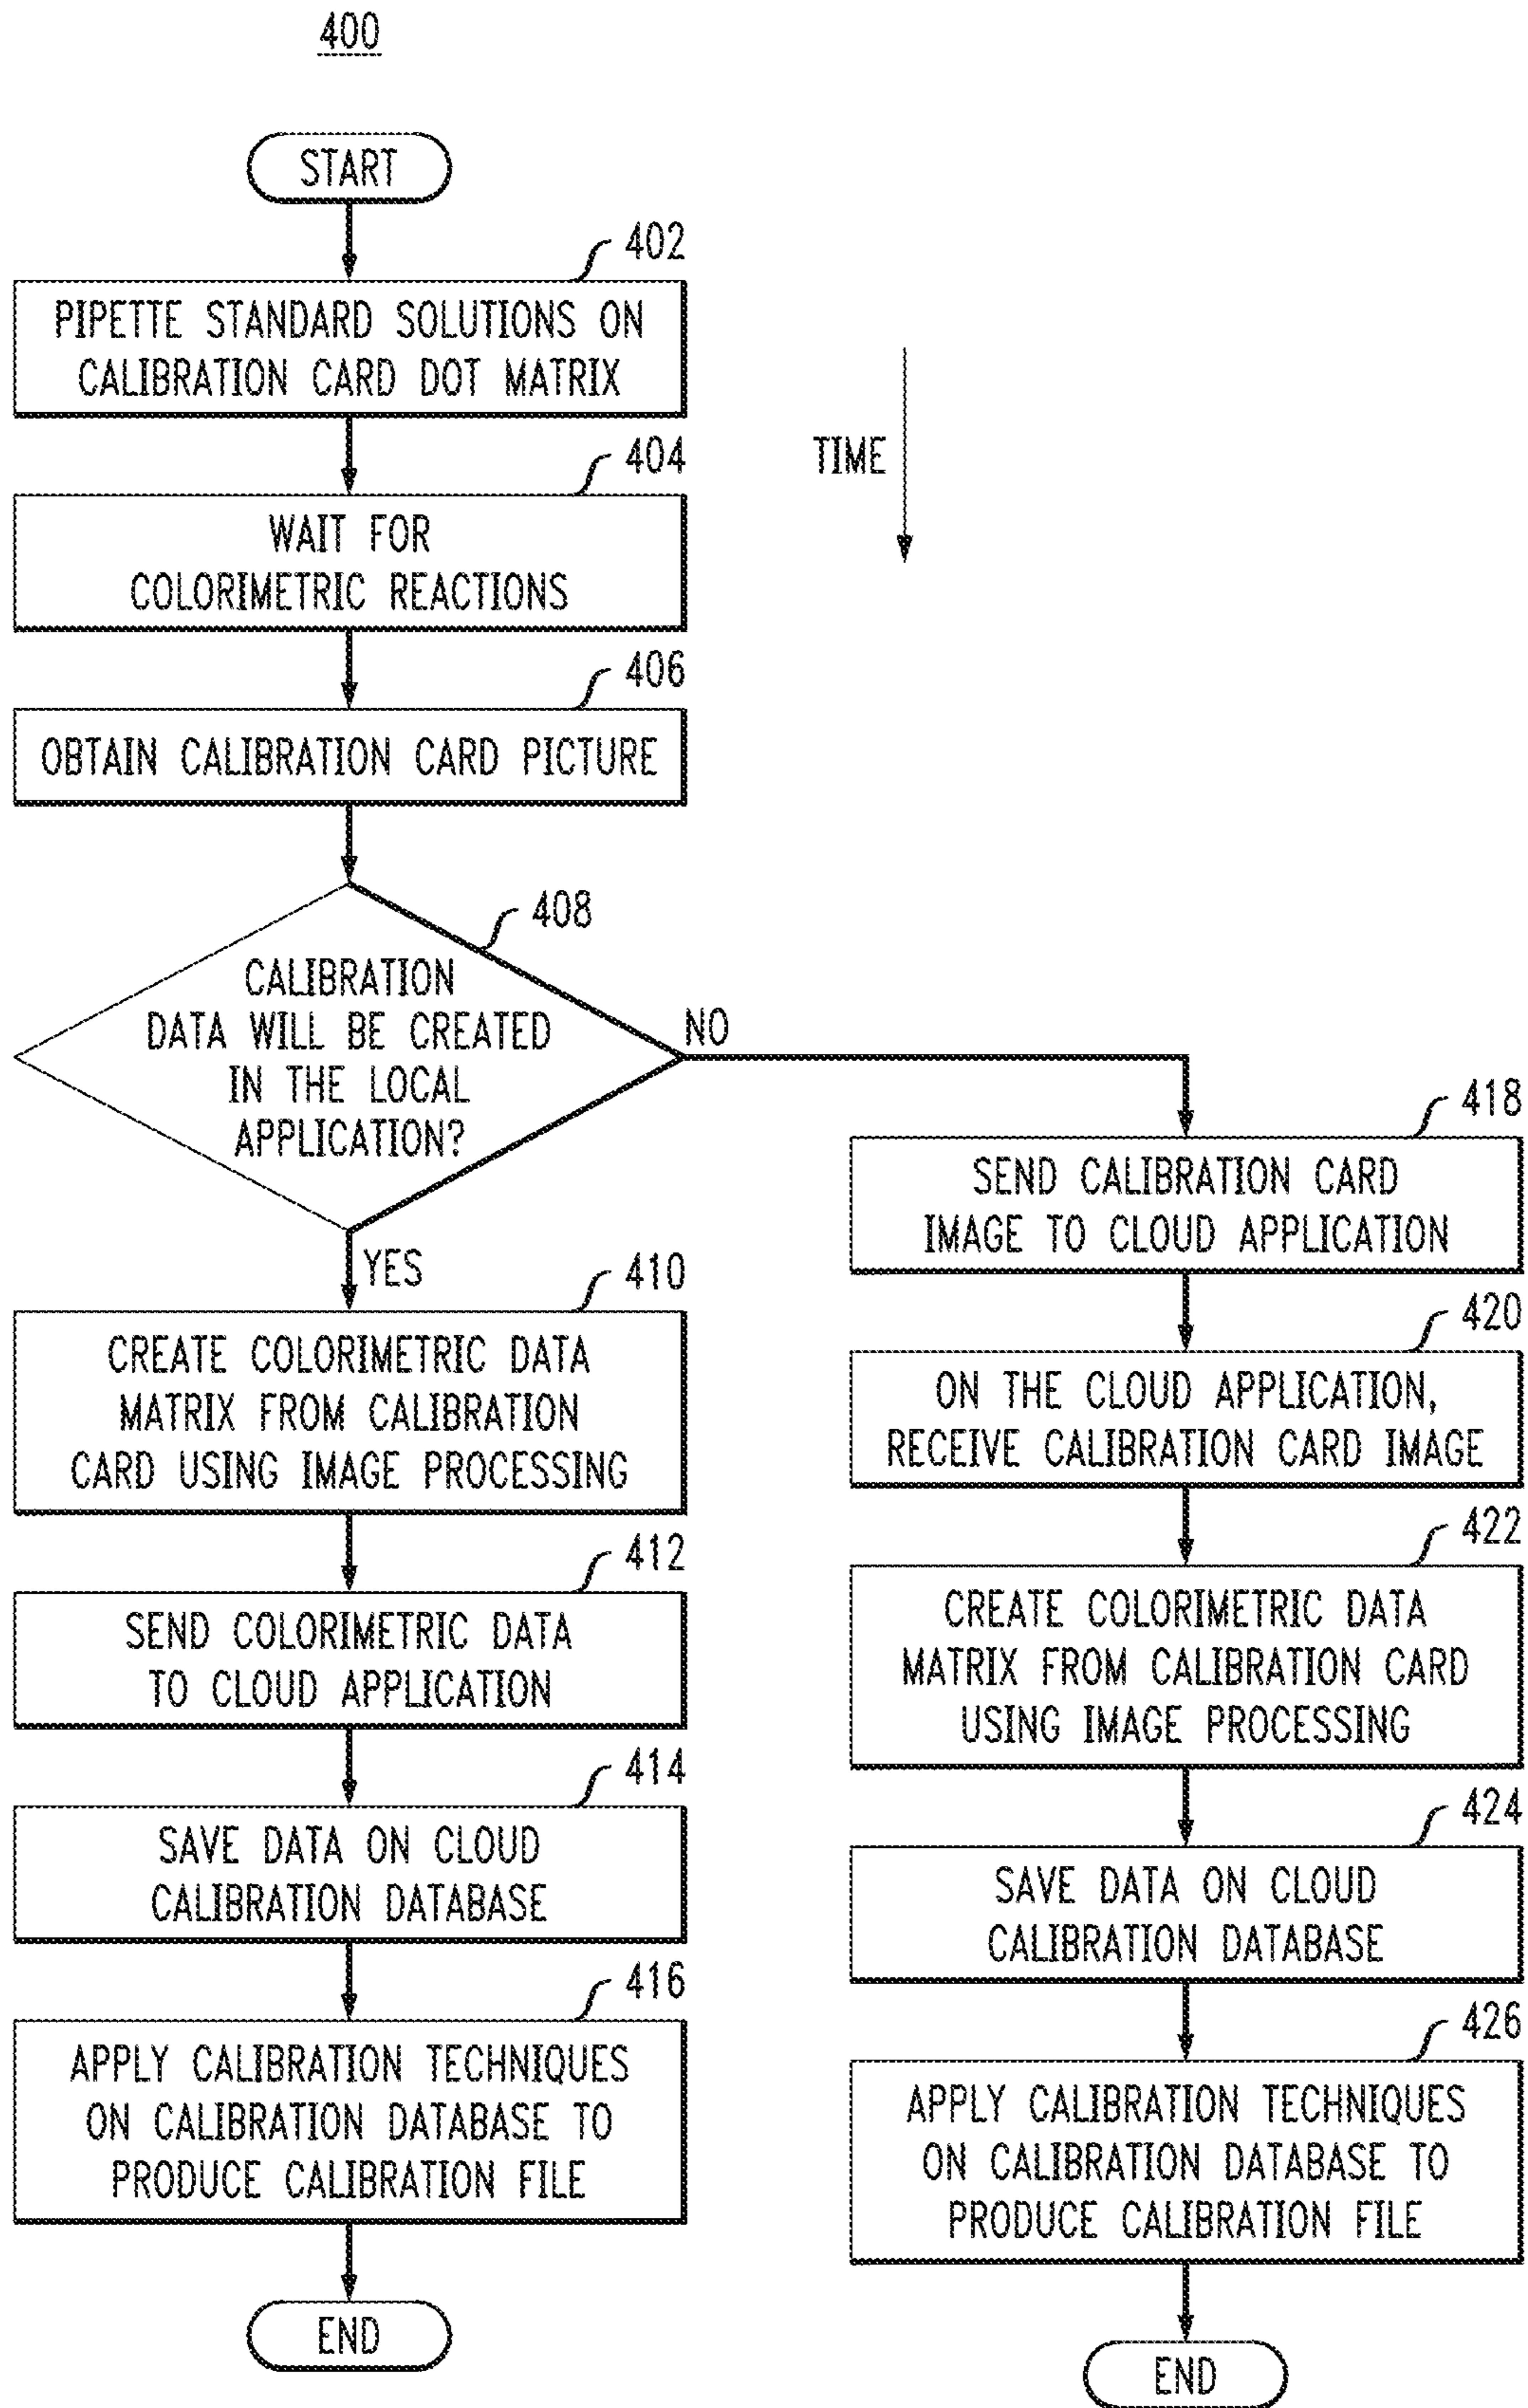 400
START
402
PIPETTE STANDARD SOLUTIONS ON
CALIBRATION CARD DOT MATRIX
TIME
404
WAIT FOR
COLORIMETRIC REACTIONS
406
OBTAIN CALIBRATION CARD PICTURE
408
CALIBRATION
DATA WILL BE CREATED
IN THE LOCAL
APPLICATION?
NO
YES
410
CREATE COLORIMETRIC DATA
MATRIX FROM CALIBRATION
CARD USING IMAGE PROCESSING
412
SEND COLORIMETRIC DATA
TO CLOUD APPLICATION
414
SAVE DATA ON CLOUD
CALIBRATION DATABASE
416
APPLY CALIBRATION TECHNIQUES
ON CALIBRATION DATABASE TO
PRODUCE CALIBRATION FILE
END
418
SEND CALIBRATION CARD
IMAGE TO CLOUD APPLICATION
420
ON THE CLOUD APPLICATION,
RECEIVE CALIBRATION CARD IMAGE
422
CREATE COLORIMETRIC DATA
MATRIX FROM CALIBRATION CARD
USING IMAGE PROCESSING
424
SAVE DATA ON CLOUD
CALIBRATION DATABASE
426
APPLY CALIBRATION TECHNIQUES
ON CALIBRATION DATABASE TO
PRODUCE CALIBRATION FILE
END